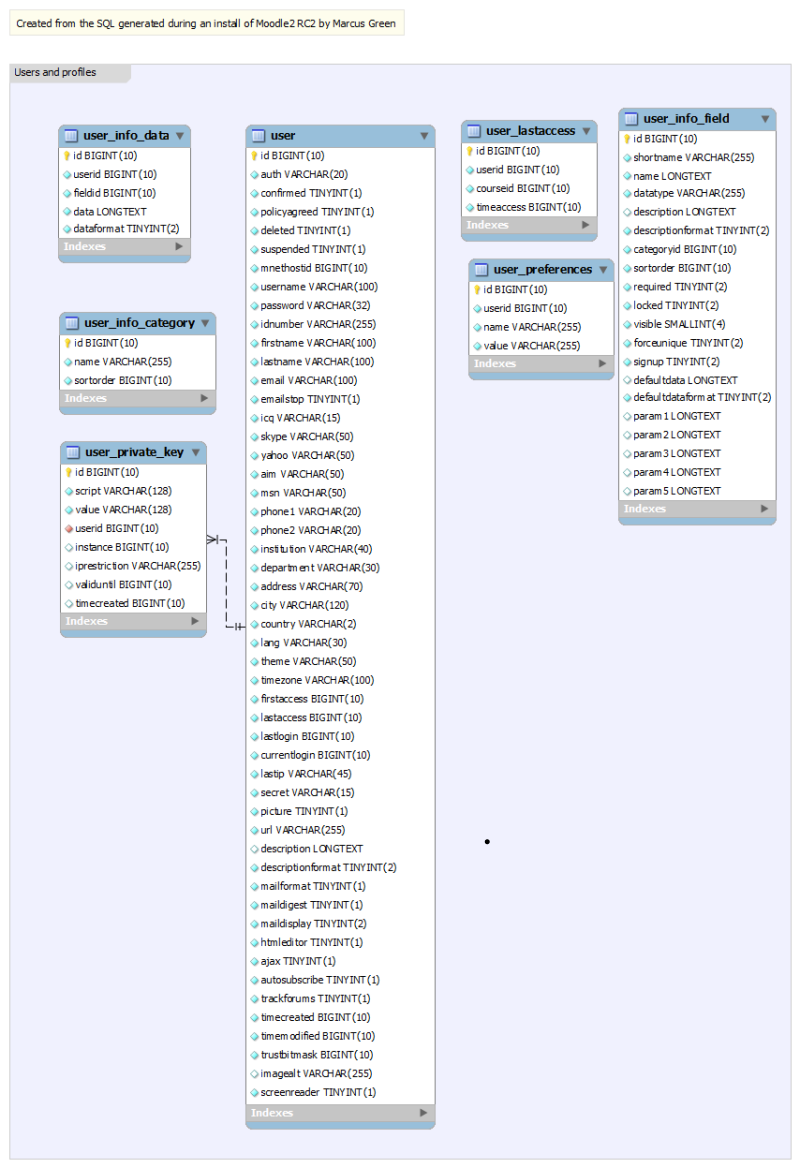 Created from the SQL generated during an install of Moodle2 RC2 by Marcus Green
Users and profiles
user_info_data
id BIGINT(10)
userid BIGINT(10)
fieldid BIGINT(10)
data LONGTEXT
dataformat TINYINT(2)
Indexes
user_info_category
id BIGINT(10)
name VARCHAR(255)
sortorder BIGINT(10)
Indexes
user_private_key
id BIGINT(10)
script VARCHAR(128)
value VARCHAR(128)
userid BIGINT(10)
instance BIGINT(10)
iprestriction VARCHAR(255)
validuntil BIGINT(10)
timecreated BIGINT(10)
Indexes
user
id BIGINT(10)
auth VARCHAR(20)
confirmed TINYINT(1)
policyagreed TINYINT(1)
deleted TINYINT(1)
suspended TINYINT(1)
mnethostid BIGINT(10)
username VARCHAR(100)
password VARCHAR(32)
idnumber VARCHAR(255)
firstname VARCHAR(100)
lastname VARCHAR(100)
email VARCHAR(100)
emailstop TINYINT(1)
icq VARCHAR(15)
skype VARCHAR(50)
yahoo VARCHAR(50)
aim VARCHAR(50)
msn VARCHAR(50)
phone1 VARCHAR(20)
phone2 VARCHAR(20)
institution VARCHAR(40)
department VARCHAR(30)
address VARCHAR(70)
city VARCHAR(120)
country VARCHAR(2)
lang VARCHAR(30)
theme VARCHAR(50)
timezone VARCHAR(100)
firstaccess BIGINT(10)
lastaccess BIGINT(10)
lastlogin BIGINT(10)
currentlogin BIGINT(10)
lastip VARCHAR(45)
secret VARCHAR(15)
picture TINYINT(1)
url VARCHAR(255)
description LONGTEXT
descriptionformat TINYINT(2)
mailformat TINYINT(1)
maildigest TINYINT(1)
maildisplay TINYINT(2)
htmleditor TINYINT(1)
ajax TINYINT(1)
autosubscribe TINYINT(1)
trackforums TINYINT(1)
timecreated BIGINT(10)
timemodified BIGINT(10)
trustbitmask BIGINT(10)
imagealt VARCHAR(255)
screenreader TINYINT(1)
Indexes
user_lastaccess
id BIGINT(10)
userid BIGINT(10)
courseid BIGINT(10)
timeaccess BIGINT(10)
Indexes
user_preferences
id BIGINT(10)
userid BIGINT(10)
name VARCHAR(255)
value VARCHAR(255)
Indexes
user_info_field
id BIGINT(10)
shortname VARCHAR(255)
name LONGTEXT
datatype VARCHAR(255)
description LONGTEXT
descriptionformat TINYINT(2)
categoryid BIGINT(10)
sortorder BIGINT(10)
required TINYINT(2)
locked TINYINT(2)
visible SMALLINT(4)
forceunique TINYINT(2)
signup TINYINT(2)
defaultdata LONGTEXT
defaultdataformat TINYINT(2)
param1 LONGTEXT
param2 LONGTEXT
param3 LONGTEXT
param4 LONGTEXT
param5 LONGTEXT
Indexes